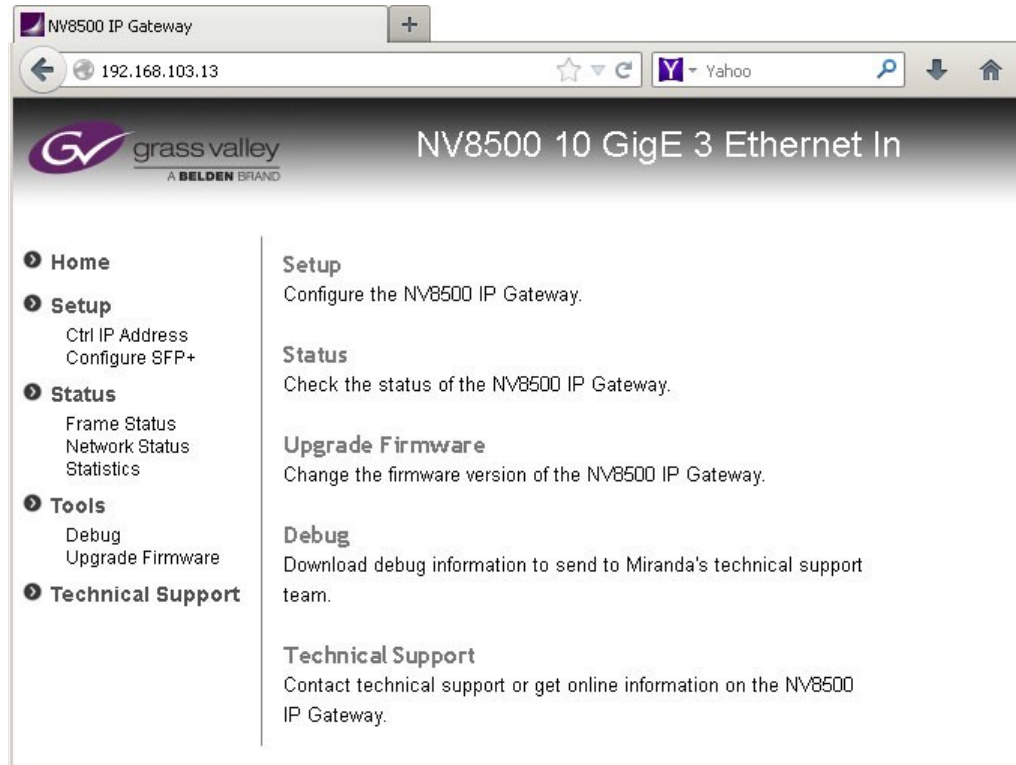 NV8500 IP Gateway
192.168.103.13
Yahoo
grass valley
A BELDEN BRAND
NV8500 10 GigE 3 Ethernet In
Home
Setup
Ctrl IP Address
Configure SFP+
Status
Frame Status
Network Status
Statistics
Tools
Debug
Upgrade Firmware
Technical Support
Setup
Configure the NV8500 IP Gateway.
Status
Check the status of the NV8500 IP Gateway.
Upgrade Firmware
Change the firmware version of the NV8500 IP Gateway.
Debug
Download debug information to send to Miranda's technical support
team.
Technical Support
Contact technical support or get online information on the NV8500
IP Gateway.